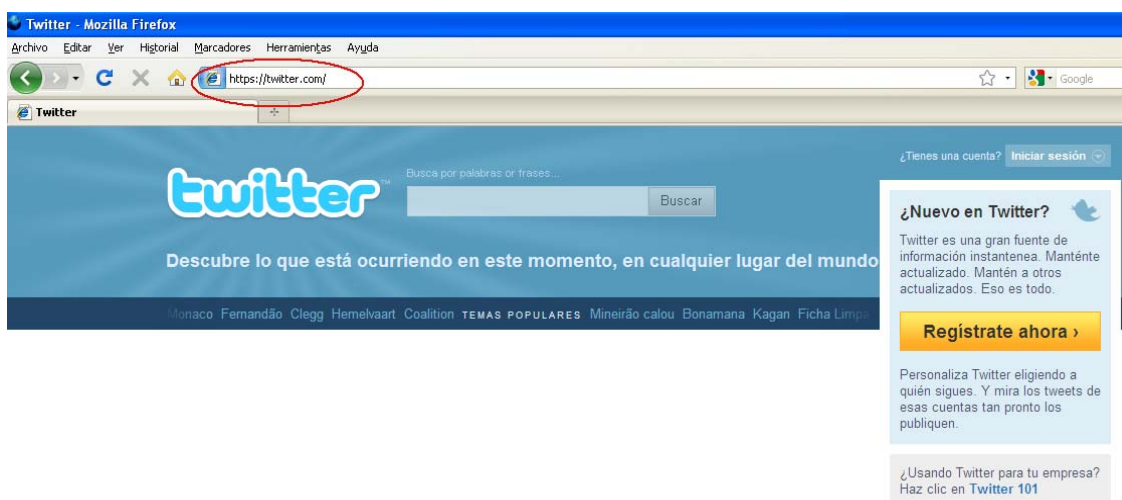 Twitter - Mozilla Firefox
Archivo Editar Ver Historial Marcadores Herramientas Ayuda
https://twitter.com/
Google
Twitter
¿Tienes una cuenta? Iniciar sesión
twitter™
Busca por palabras or frases...
Buscar
Descubre lo que está ocurriendo en este momento, en cualquier lugar del mundo
Monaco Fernandão Clegg Hemelvaart Coalition TEMAS POPULARES Mineirão calou Bonamana Kagan Ficha Limpa
¿Nuevo en Twitter?
Twitter es una gran fuente de
información instantenea. Manténte
actualizado. Mantén a otros
actualizados. Eso es todo.
Regístrate ahora ›
Personaliza Twitter eligiendo a
quién sigues. Y mira los tweets de
esas cuentas tan pronto los
publiquen.
¿Usando Twitter para tu empresa?
Haz clic en Twitter 101